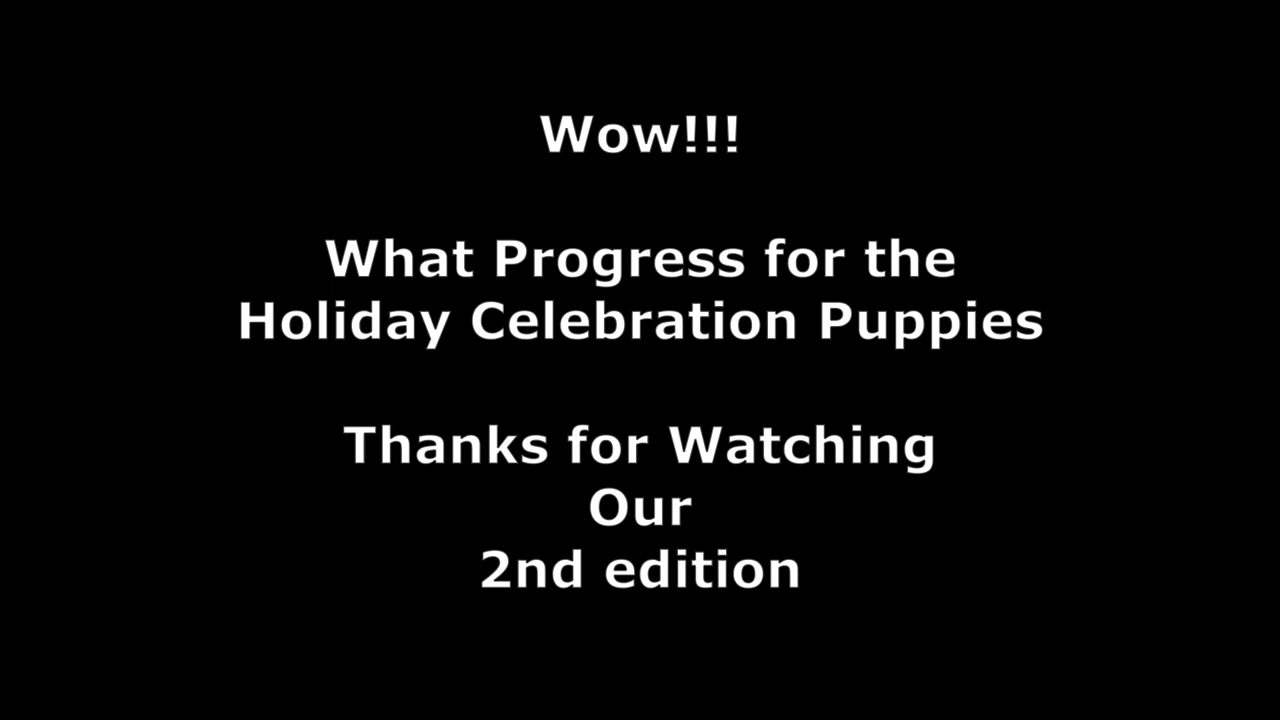 Wow!!!
What Progress for the
Holiday Celebration Puppies
Thanks for Watching
Our
2nd edition